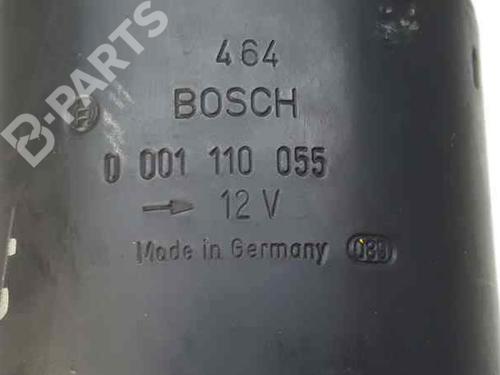 B-PARTS
464
BOSCH
0 001 110 055
→ 12 V
Made in Germany 089